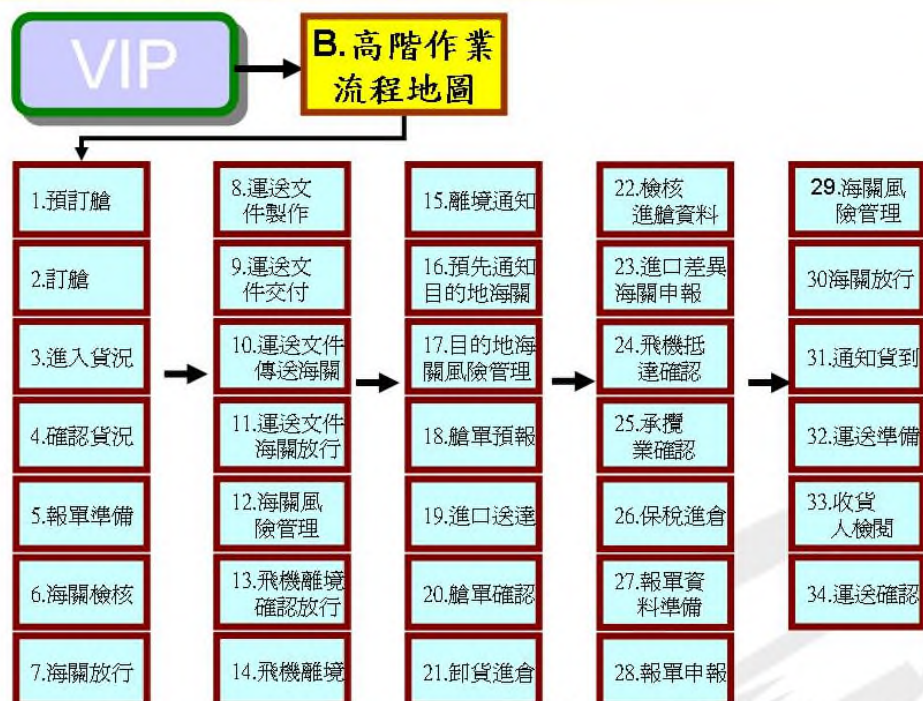 VIP
B.高階作業
流程地圖
1.預訂艙
2.訂艙
3.進入貨況
4.確認貨況
5.報單準備
6.海關檢核
7.海關放行
8.運送文
件製作
9.運送文
件交付
10.運送文件
傳送海關
11.運送文件
海關放行
12.海關風
險管理
13.飛機離境
確認放行
14.飛機離境
15.離境通知
16.預先通知
目的地海關
17.目的地海
關風險管理
18.艙單預報
19.進口送達
20.艙單確認
21.卸貨進倉
22.檢核
進艙資料
23.進口差異
海關申報
24.飛機抵
達確認
25.承攬
業確認
26.保稅進倉
27.報單資
料準備
28.報單申報
29.海關風
險管理
30海關放行
31.通知貨到
32.運送準備
33.收貨
人檢閱
34.運送確認